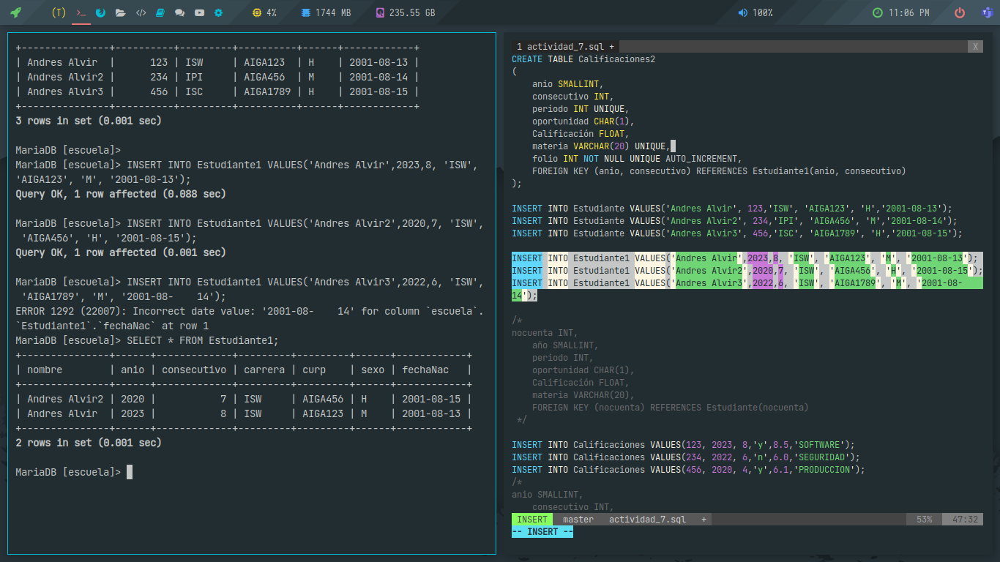 (T) >_ </> 4% 1744 MB 235.55 GB 100% 11:06 PM
+---------------+----------+---------+---------+------+------------+
| Andres Alvir  |      123 | ISW     | AIGA123  | H    | 2001-08-13 |
| Andres Alvir2 |      234 | IPI     | AIGA456  | M    | 2001-08-14 |
| Andres Alvir3 |      456 | ISC     | AIGA1789 | H    | 2001-08-15 |
+---------------+----------+---------+----------+------+------------+
3 rows in set (0.001 sec)
MariaDB [escuela]>
MariaDB [escuela]> INSERT INTO Estudiante1 VALUES('Andres Alvir',2023,8, 'ISW',
'AIGA123', 'M', '2001-08-13');
Query OK, 1 row affected (0.088 sec)
MariaDB [escuela]> INSERT INTO Estudiante1 VALUES('Andres Alvir2',2020,7, 'ISW',
'AIGA456', 'H', '2001-08-15');
Query OK, 1 row affected (0.001 sec)
MariaDB [escuela]> INSERT INTO Estudiante1 VALUES('Andres Alvir3',2022,6, 'ISW',
'AIGA1789', 'M', '2001-08-    14');
ERROR 1292 (22007): Incorrect date value: '2001-08-    14' for column `escuela`.
`Estudiante1`.`fechaNac` at row 1
MariaDB [escuela]> SELECT * FROM Estudiante1;
+---------------+------+-------------+---------+---------+------+------------+
| nombre        | anio | consecutivo | carrera | curp    | sexo | fechaNac   |
+---------------+------+-------------+---------+---------+------+------------+
| Andres Alvir2 | 2020 |           7 | ISW     | AIGA456 | H    | 2001-08-15 |
| Andres Alvir  | 2023 |           8 | ISW     | AIGA123 | M    | 2001-08-13 |
+---------------+------+-------------+---------+---------+------+------------+
2 rows in set (0.001 sec)
MariaDB [escuela]>
1 actividad_7.sql + X
CREATE TABLE Calificaciones2
(
    anio SMALLINT,
    consecutivo INT,
    periodo INT UNIQUE,
    oportunidad CHAR(1),
    Calificación FLOAT,
    materia VARCHAR(20) UNIQUE,
    folio INT NOT NULL UNIQUE AUTO_INCREMENT,
    FOREIGN KEY (anio, consecutivo) REFERENCES Estudiante1(anio, consecutivo)
);
INSERT INTO Estudiante VALUES('Andres Alvir', 123,'ISW', 'AIGA123', 'H','2001-08-13');
INSERT INTO Estudiante VALUES('Andres Alvir2', 234,'IPI', 'AIGA456', 'M','2001-08-14');
INSERT INTO Estudiante VALUES('Andres Alvir3', 456,'ISC', 'AIGA1789', 'H','2001-08-15');
INSERT INTO Estudiante1 VALUES('Andres Alvir',2023,8, 'ISW', 'AIGA123', 'M', '2001-08-13');
INSERT INTO Estudiante1 VALUES('Andres Alvir2',2020,7, 'ISW', 'AIGA456', 'H', '2001-08-15');
INSERT INTO Estudiante1 VALUES('Andres Alvir3',2022,6, 'ISW', 'AIGA1789', 'M', '2001-08-
14');
/*
nocuenta INT,
    año SMALLINT,
    periodo INT,
    oportunidad CHAR(1),
    Calificación FLOAT,
    materia VARCHAR(20),
    FOREIGN KEY (nocuenta) REFERENCES Estudiante(nocuenta)
 */
INSERT INTO Calificaciones VALUES(123, 2023, 8,'y',8.5,'SOFTWARE');
INSERT INTO Calificaciones VALUES(234, 2022, 6,'n',6.0,'SEGURIDAD');
INSERT INTO Calificaciones VALUES(456, 2020, 4,'y',6.1,'PRODUCCION');
/*
anio SMALLINT,
    consecutivo INT,
INSERT master actividad_7.sql + 53% 47:32
-- INSERT --